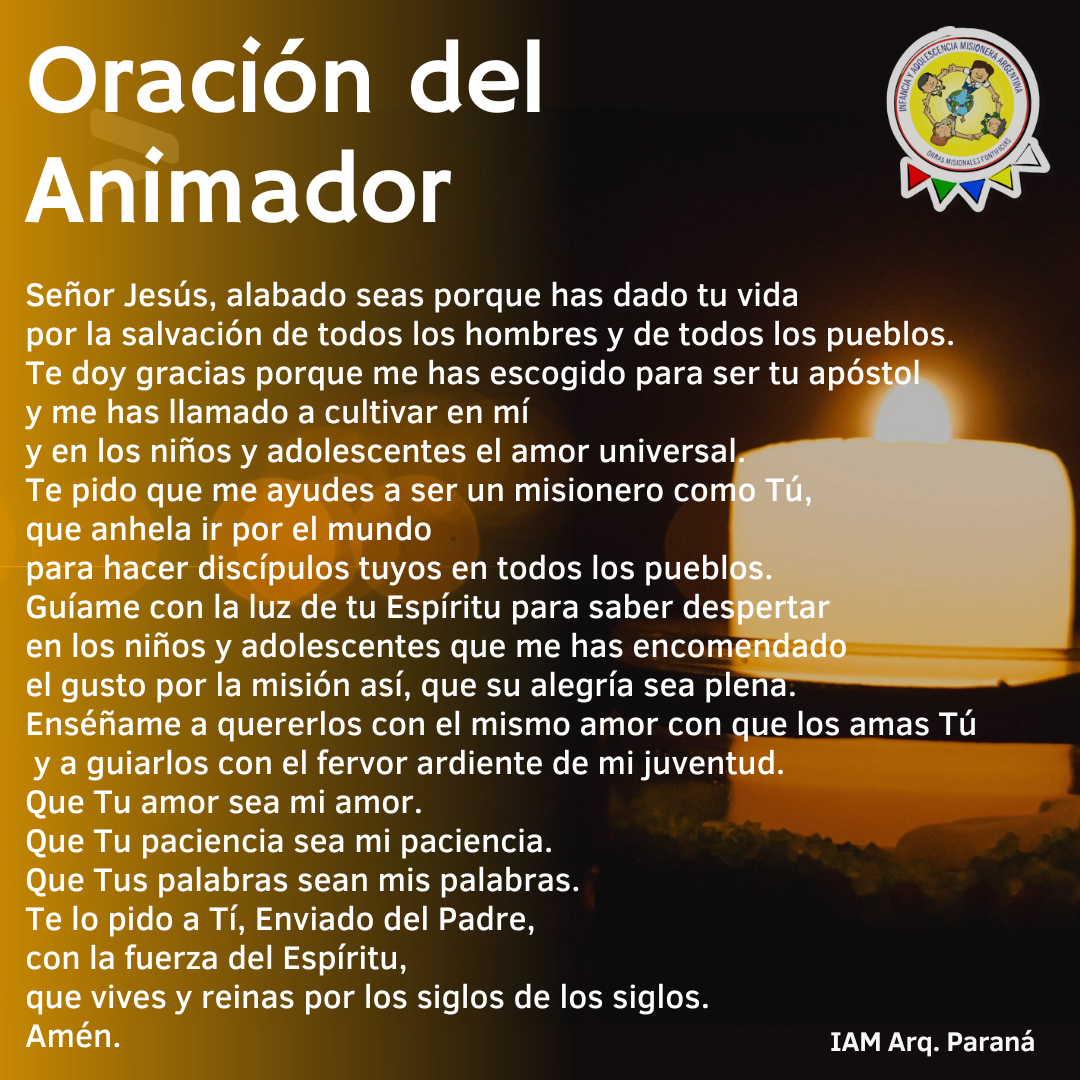 Oración del
Animador
INFANCIA Y ADOLESCENCIA MISIONERA ARGENTINA
OBRAS MISIONALES PONTIFICIAS
Señor Jesús, alabado seas porque has dado tu vida
por la salvación de todos los hombres y de todos los pueblos.
Te doy gracias porque me has escogido para ser tu apóstol
y me has llamado a cultivar en mí
y en los niños y adolescentes el amor universal.
Te pido que me ayudes a ser un misionero como Tú,
que anhela ir por el mundo
para hacer discípulos tuyos en todos los pueblos.
Guíame con la luz de tu Espíritu para saber despertar
en los niños y adolescentes que me has encomendado
el gusto por la misión así, que su alegría sea plena.
Enséñame a quererlos con el mismo amor con que los amas Tú
y a guiarlos con el fervor ardiente de mi juventud.
Que Tu amor sea mi amor.
Que Tu paciencia sea mi paciencia.
Que Tus palabras sean mis palabras.
Te lo pido a Tí, Enviado del Padre,
con la fuerza del Espíritu,
que vives y reinas por los siglos de los siglos.
Amén.
IAM Arq. Paraná